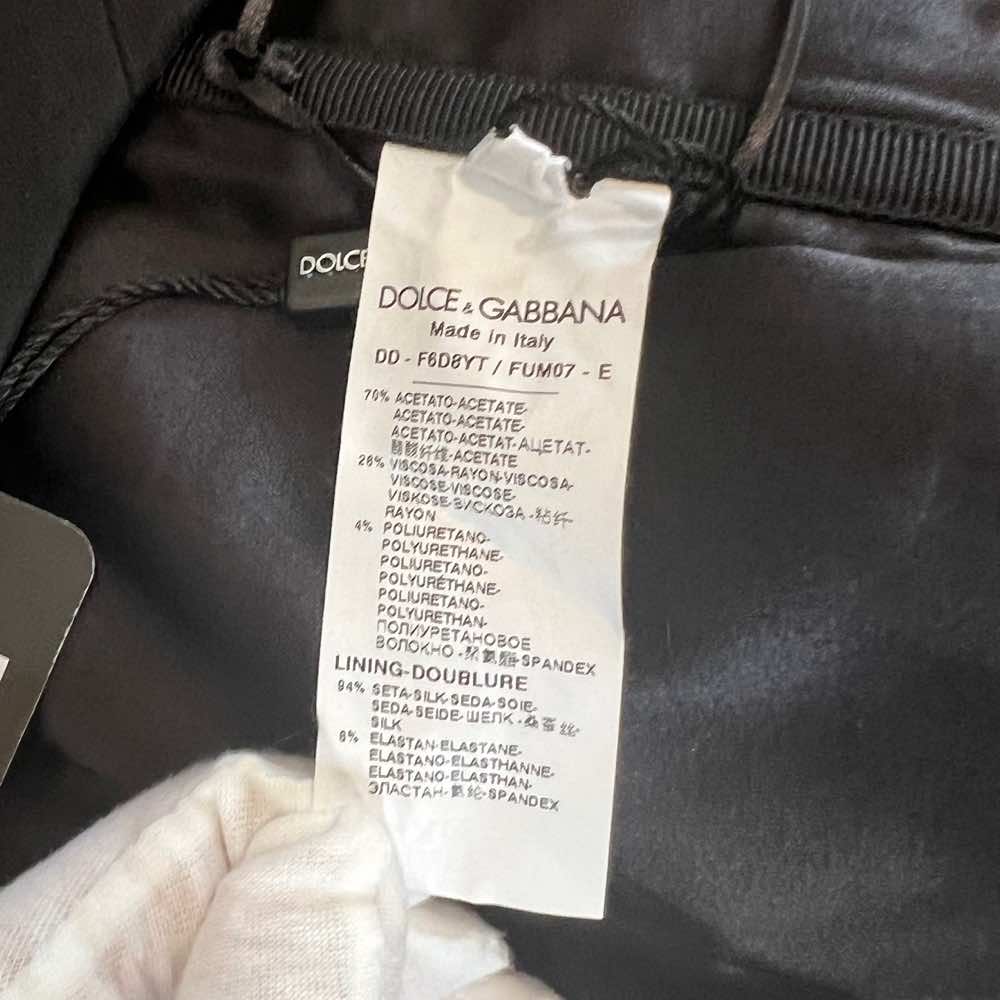 DOLCE
DOLCE & GABBANA
Made in Italy
DD - F6D8YT / FUM07 - E
70% ACETATO-ACETATE-
ACETATO-ACETATE-
ACETATO-ACETAT-АЦЕТАТ-
醋酸纤维-ACETATE
26% VISCOSA-RAYON-VISCOSA-
VISCOSE-VISCOSE-
VISKOSE-ВИСКОЗА-粘纤-
RAYON
4% POLIURETANO-
POLYURETHANE-
POLIURETANO-
POLYURÉTHANE-
POLIURETANO-
POLYURETHAN-
ПОЛИУРЕТАНОВОЕ
ВОЛОКНО-聚氨酯-SPANDEX
LINING-DOUBLURE
94% SETA-SILK-SEDA-SOIE-
SEDA-SEIDE-ШЕЛК-桑蚕丝-
SILK
6% ELASTAN-ELASTANE-
ELASTANO-ELASTHANNE-
ELASTANO-ELASTHAN-
ЭЛАСТАН-氨纶-SPANDEX